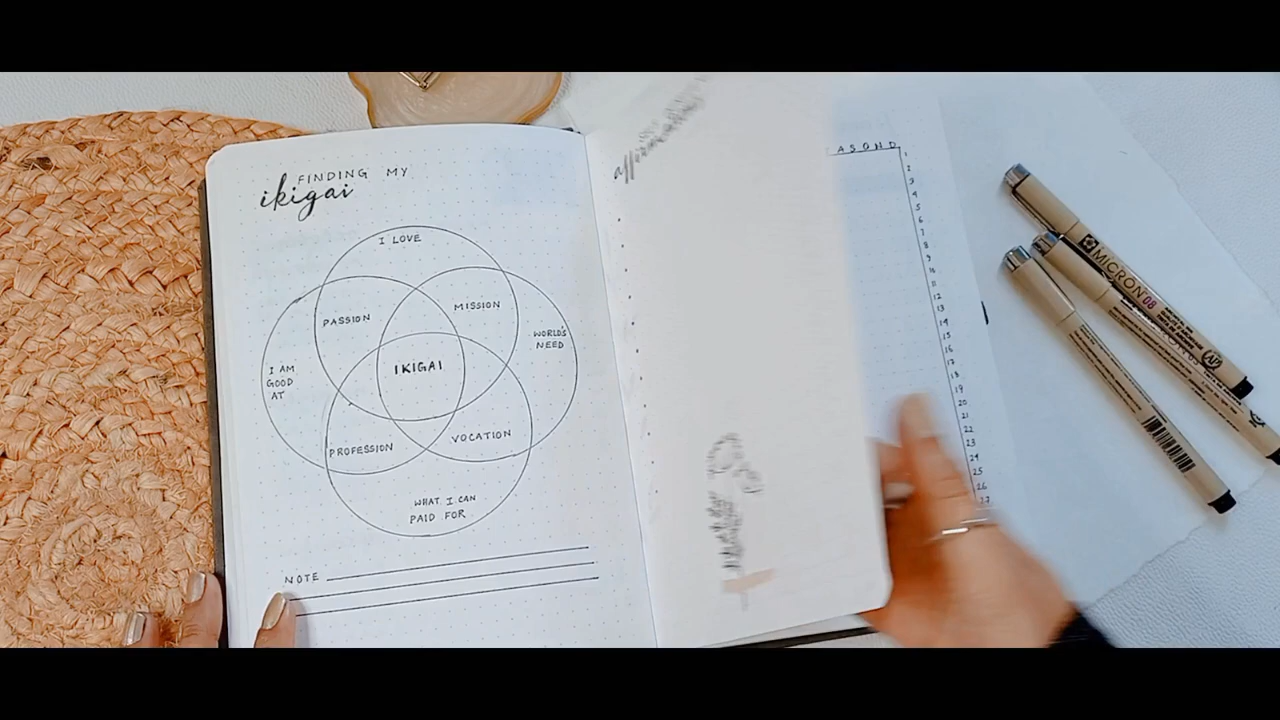 FINDING MY
ikigai
I LOVE
PASSION
MISSION
WORLD'S
NEED
I AM
GOOD
AT
IKIGAI
PROFESSION
VOCATION
WHAT I CAN
PAID FOR
NOTE
A S O N D
1
2
3
4
5
6
7
8
9
10
11
12
13
14
15
16
17
18
19
20
21
22
23
24
25
26
27
MICRON 08